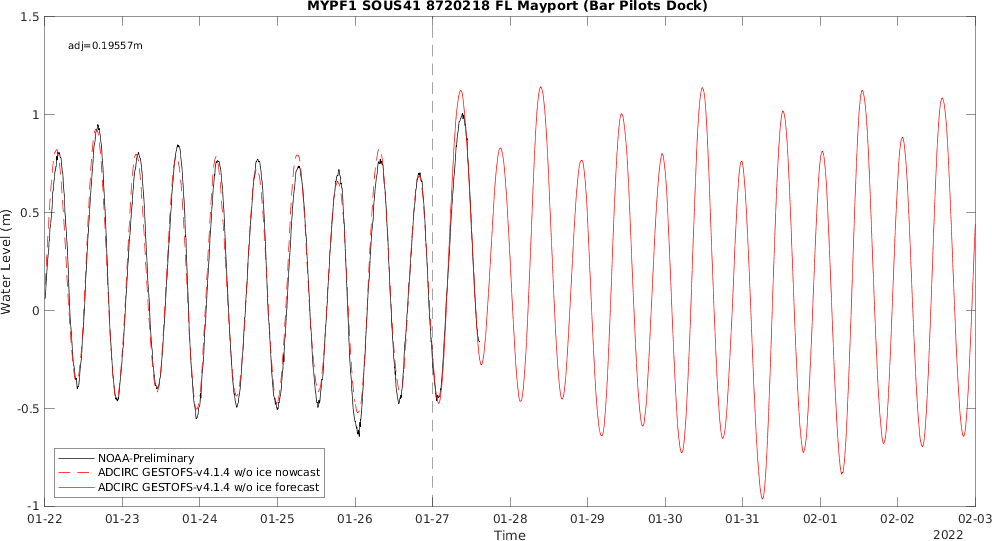 MYPF1 SOUS41 8720218 FL Mayport (Bar Pilots Dock)
adj=0.19557m
1.5
1
0.5
0
-0.5
-1
Water Level (m)
NOAA-Preliminary
ADCIRC GESTOFS-v4.1.4 w/o ice nowcast
ADCIRC GESTOFS-v4.1.4 w/o ice forecast
01-22 01-23 01-24 01-25 01-26 01-27 01-28 01-29 01-30 01-31 02-01 02-02 02-03
Time
2022